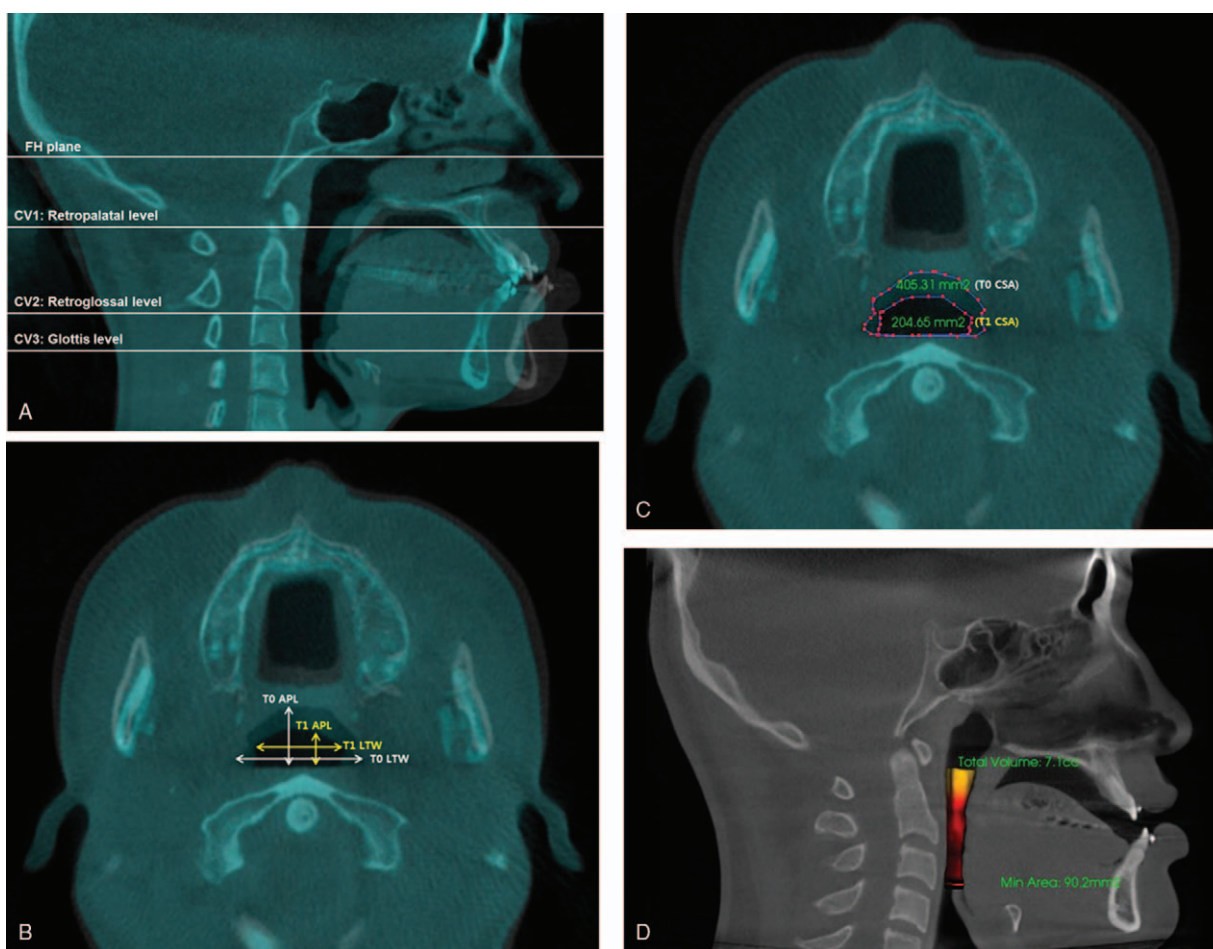 FH plane
CV1: Retropalatal level
CV2: Retroglossal level
CV3: Glottis level
A
T0 APL
T1 APL
T1 LTW
T0 LTW
B
405.31 mm2 (T0 CSA)
204.65 mm2 (T1 CSA)
C
Total Volume: 7.1cc
Min Area: 90.2mm2
D